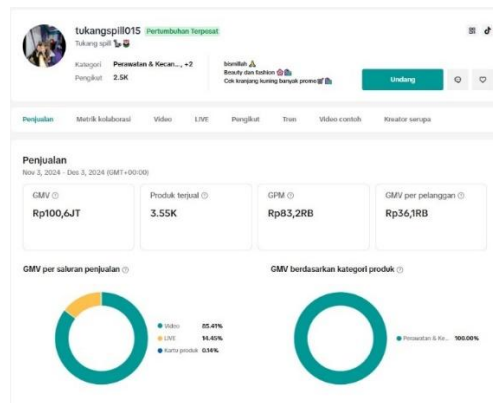 tukangspill015 Pertumbuhan Terpesat
Tukang spill
Kategori Perawatan & Kecan..., +2
Pengikut 2.5K
bismillah
Beauty dan fashion
Cek kranjang kuning banyak promo
Undang
Penjualan Metrik kolaborasi Video LIVE Pengikut Tren Video contoh Kreator serupa
Penjualan
Nov 3, 2024 - Des 3, 2024 (GMT+00:00)
GMV Produk terjual GPM GMV per pelanggan
Rp100,6JT 3.55K Rp83,2RB Rp36,1RB
GMV per saluran penjualan GMV berdasarkan kategori produk
Video 85.41%
LIVE 14.45%
Kartu produk 0.14%
Perawatan & Ke... 100.00%